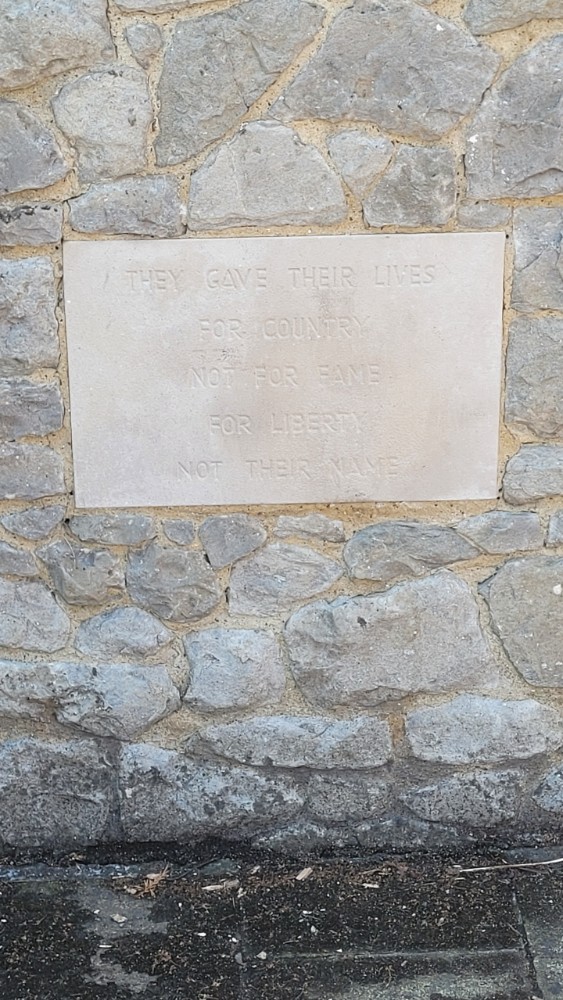 THEY GAVE THEIR LIVES
FOR COUNTRY
NOT FOR FAME
FOR LIBERTY
NOT THEIR NAME